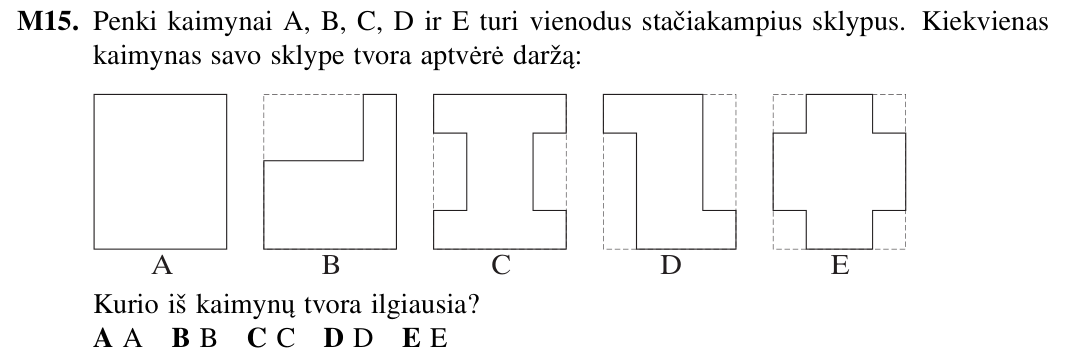 M15. Penki kaimynai A, B, C, D ir E turi vienodus stačiakampius sklypus. Kiekvienas
kaimynas savo sklype tvora aptvėrė daržą:
A B C D E
Kurio iš kaimynų tvora ilgiausia?
A A B B C C D D E E